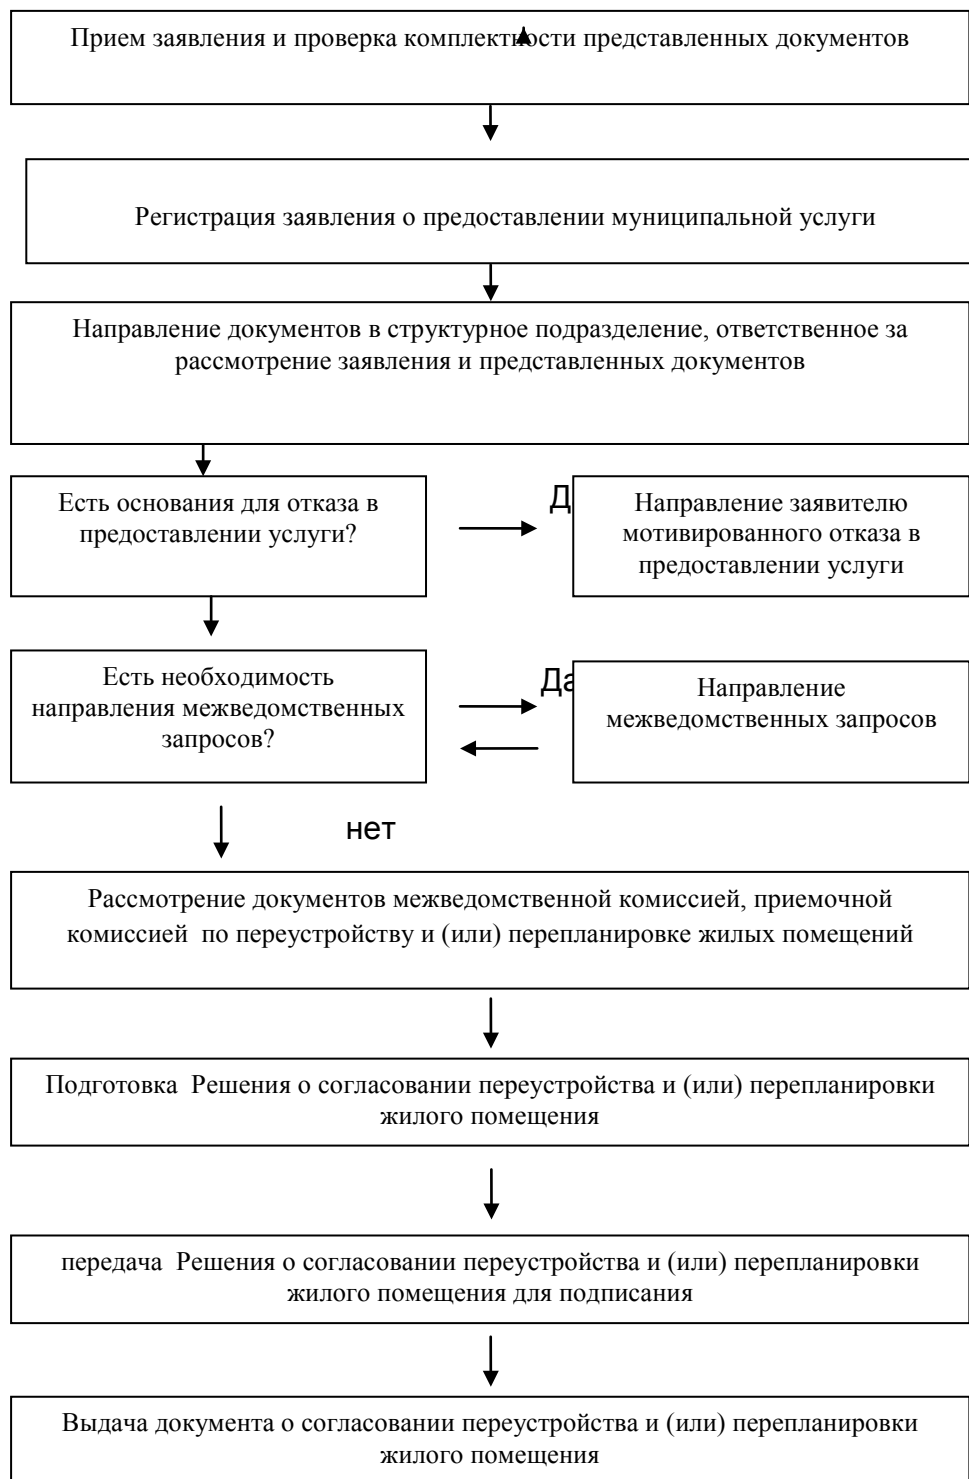 Прием заявления и проверка комплектности представленных документов
Регистрация заявления о предоставлении муниципальной услуги
Направление документов в структурное подразделение, ответственное за
рассмотрение заявления и представленных документов
Есть основания для отказа в
предоставлении услуги?
Д
Направление заявителю
мотивированного отказа в
предоставлении услуги
Есть необходимость
направления межведомственных
запросов?
Да
Направление
межведомственных запросов
нет
Рассмотрение документов межведомственной комиссией, приемочной
комиссией по переустройству и (или) перепланировке жилых помещений
Подготовка Решения о согласовании переустройства и (или) перепланировки
жилого помещения
передача Решения о согласовании переустройства и (или) перепланировки
жилого помещения для подписания
Выдача документа о согласовании переустройства и (или) перепланировки
жилого помещения